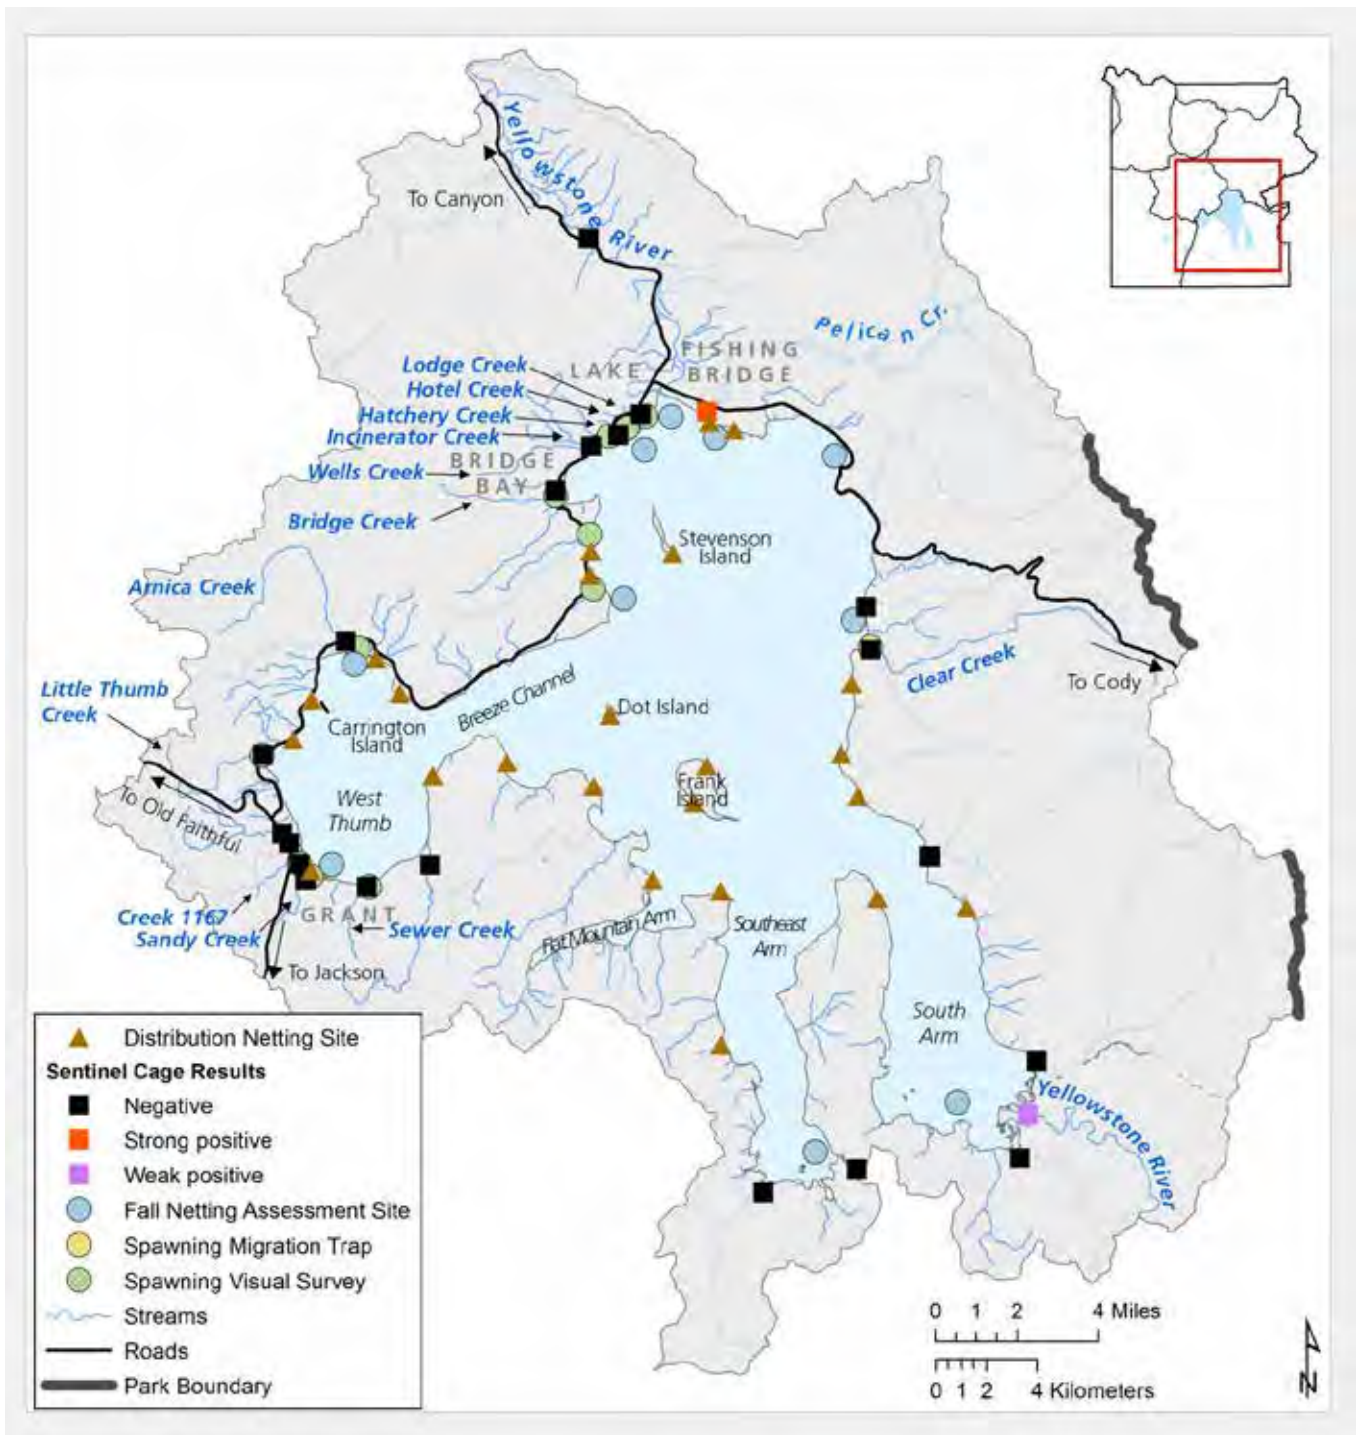 Yellowstone River
To Canyon
Pelican Cr.
FISHING
BRIDGE
LAKE
Lodge Creek
Hotel Creek
Hatchery Creek
Incinerator Creek
BRIDGE
BAY
Wells Creek
Bridge Creek
Stevenson
Island
Arnica Creek
Clear Creek
To Cody
Little Thumb
Creek
Breeze Channel
Dot Island
Carrington
Island
Frank
Island
West
Thumb
To Old Faithful
Creek 1167
Sandy Creek
GRANT
Sewer Creek
Flat Mountain Arm
Southeast
Arm
To Jackson
South
Arm
Yellowstone River
Distribution Netting Site
Sentinel Cage Results
Negative
Strong positive
Weak positive
Fall Netting Assessment Site
Spawning Migration Trap
Spawning Visual Survey
Streams
Roads
Park Boundary
0 1 2 4 Miles
0 1 2 4 Kilometers
N